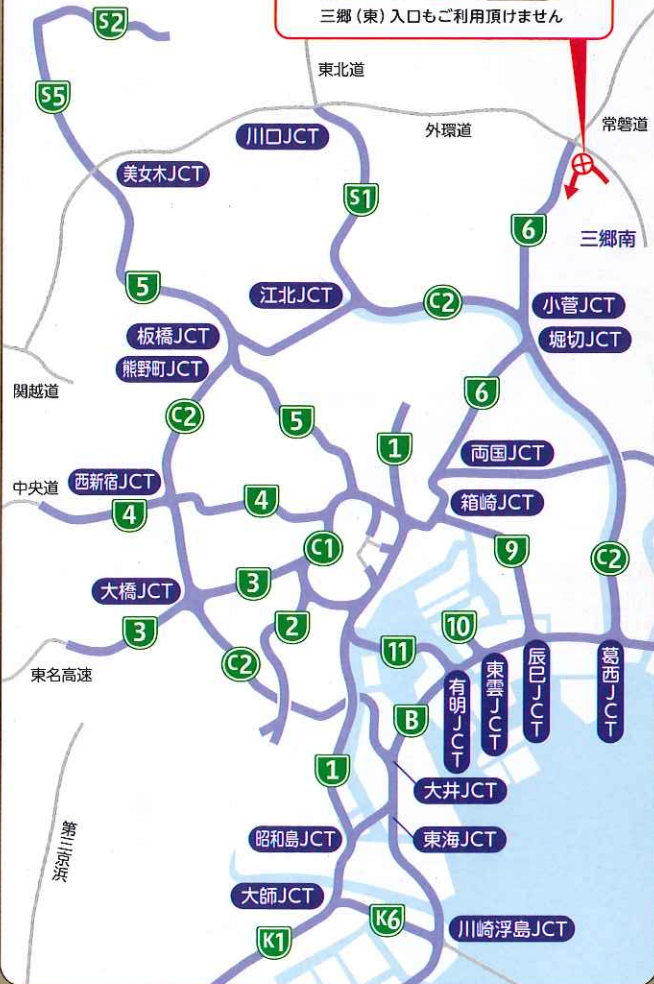 三郷(東)入口もご利用頂けません
S2
東北道
S5
川口JCT
外環道
常磐道
美女木JCT
S1
6
三郷南
5
江北JCT
C2
小菅JCT
板橋JCT
堀切JCT
熊野町JCT
関越道
6
C2
5
1
両国JCT
中央道
西新宿JCT
4
4
箱崎JCT
C1
9
C2
大橋JCT
3
3
2
10
11
東名高速
C2
有明JCT
東雲JCT
辰巳JCT
葛西JCT
B
1
大井JCT
昭和島JCT
東海JCT
第三京浜
大師JCT
K6
K1
川崎浮島JCT